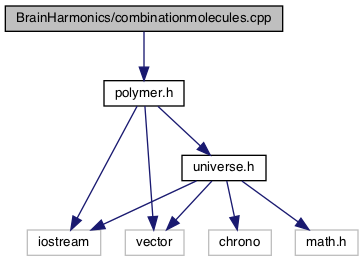 BrainHarmonics/combinationmolecules.cpp
polymer.h
universe.h
iostream
vector
chrono
math.h